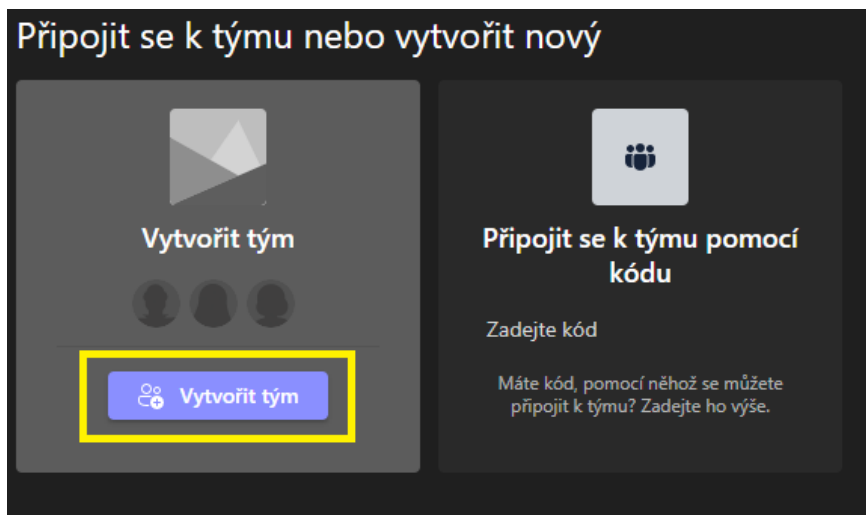 Připojit se k týmu nebo vytvořit nový
Vytvořit tým
Vytvořit tým
Připojit se k týmu pomocí
kódu
Zadejte kód
Máte kód, pomocí něhož se můžete
připojit k týmu? Zadejte ho výše.